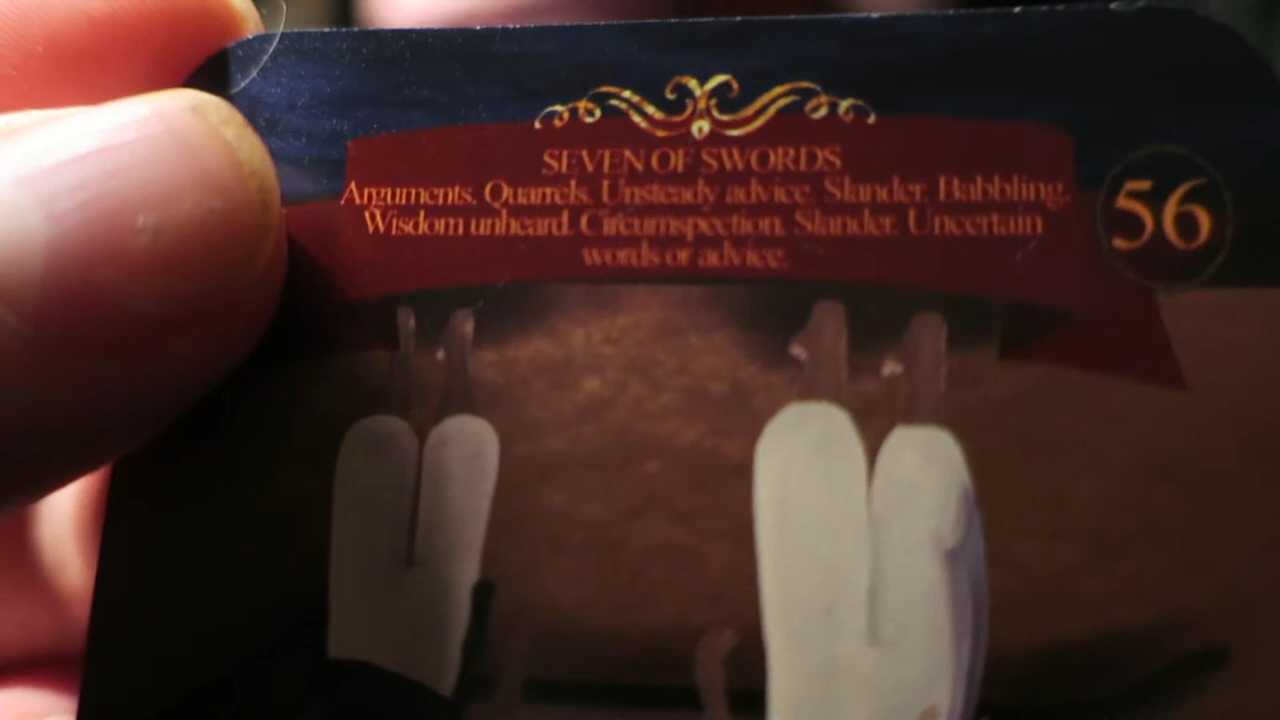 SEVEN OF SWORDS
Arguments. Quarrels. Unsteady advice. Slander. Babbling.
Wisdom unheard. Circumspection. Slander. Uncertain
words or advice.
56